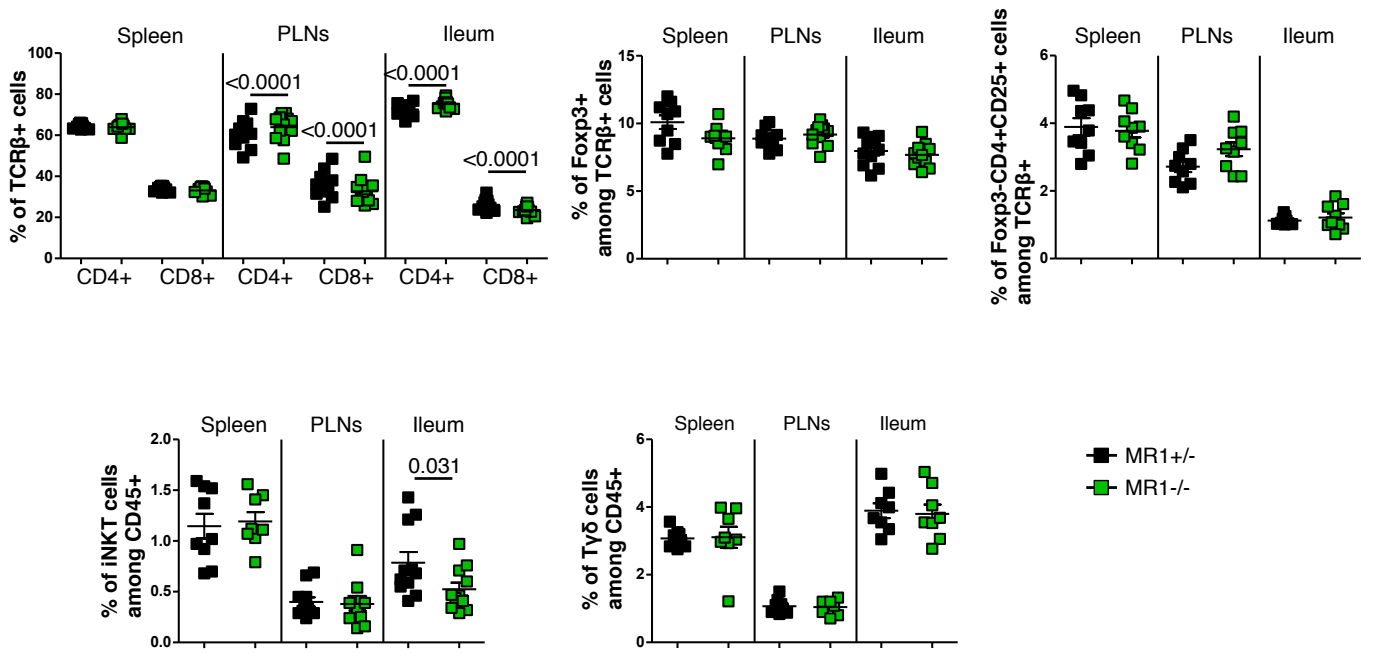 Spleen PLNs Ileum
% of TCRβ+ cells
100
80
60
40
20
0
<0.0001
<0.0001
<0.0001
<0.0001
CD4+ CD8+ CD4+ CD8+ CD4+ CD8+
Spleen PLNs Ileum
% of Foxp3+
among TCRβ+ cells
15
10
5
0
Spleen PLNs Ileum
% of Foxp3-CD4+CD25+ cells
among TCRβ+
6
4
2
0
Spleen PLNs Ileum
% of iNKT cells
among CD45+
2.0
1.5
1.0
0.5
0.0
0.031
Spleen PLNs Ileum
% of Tγδ cells
among CD45+
6
4
2
0
MR1+/-
MR1-/-